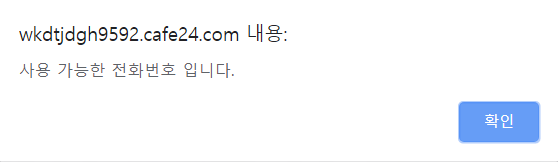 wkdtjdgh9592.cafe24.com 내용:
사용 가능한 전화번호 입니다.
확인